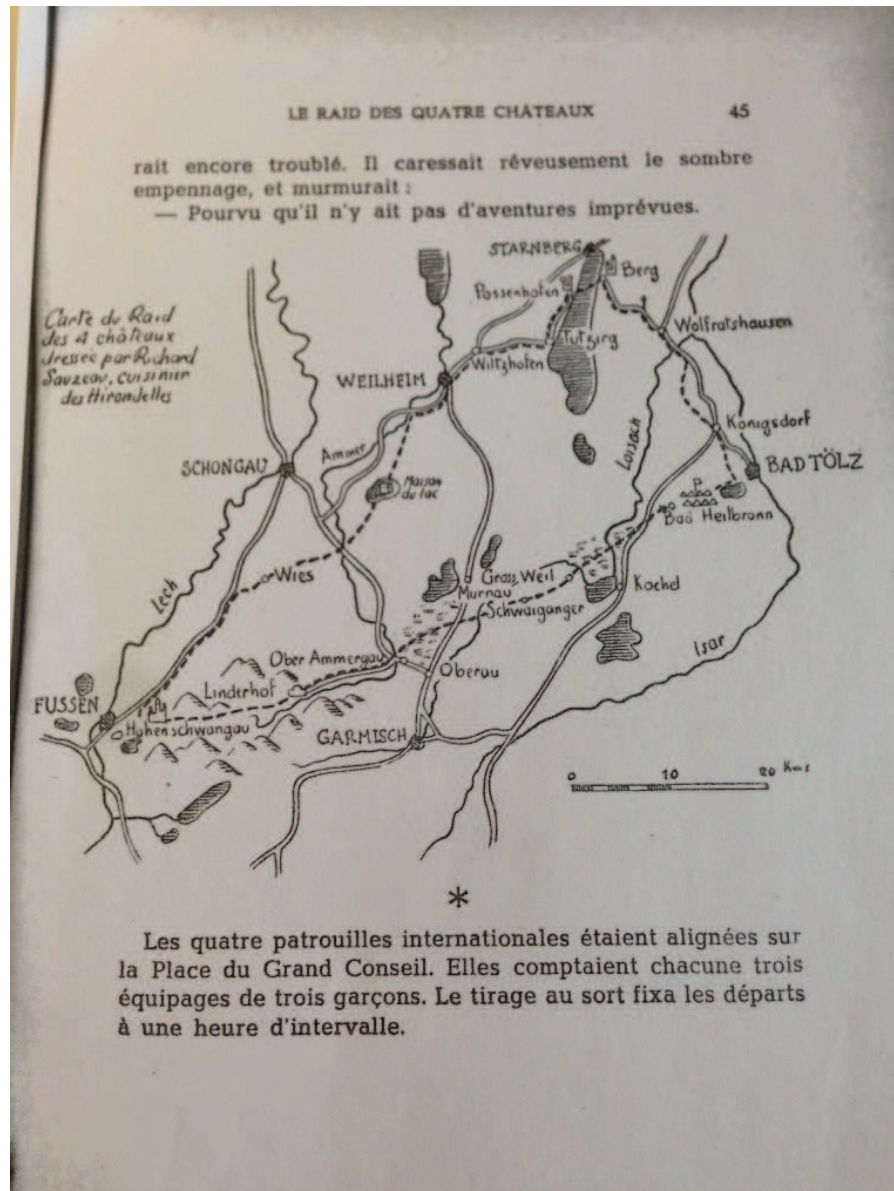 LE RAID DES QUATRE CHATEAUX 45
rait encore troublé. Il caressait rêveusement le sombre
empennage, et murmurait :
— Pourvu qu'il n'y ait pas d'aventures imprévues.
Carte du Raid
des 4 châteaux
dressée par Richard
Sauzeau, cuisinier
des Hirondelles
STARNBERG
Berg
Possenhofen
Wolfratshausen
Tutzing
Wiltzhofen
WEILHEIM
Königsdorf
Loisach
Ammer
SCHONGAU
BAD TÖLZ
Maison
du lac
P
Bad Heilbronn
Wies
Gross Weil
Murnau
Kochel
Lech
Schwaiganger
Isar
Ober Ammergau
Oberau
Linderhof
FUSSEN
Hohenschwangau
GARMISCH
0 10 20 Kms
*
Les quatre patrouilles internationales étaient alignées sur
la Place du Grand Conseil. Elles comptaient chacune trois
équipages de trois garçons. Le tirage au sort fixa les départs
à une heure d'intervalle.